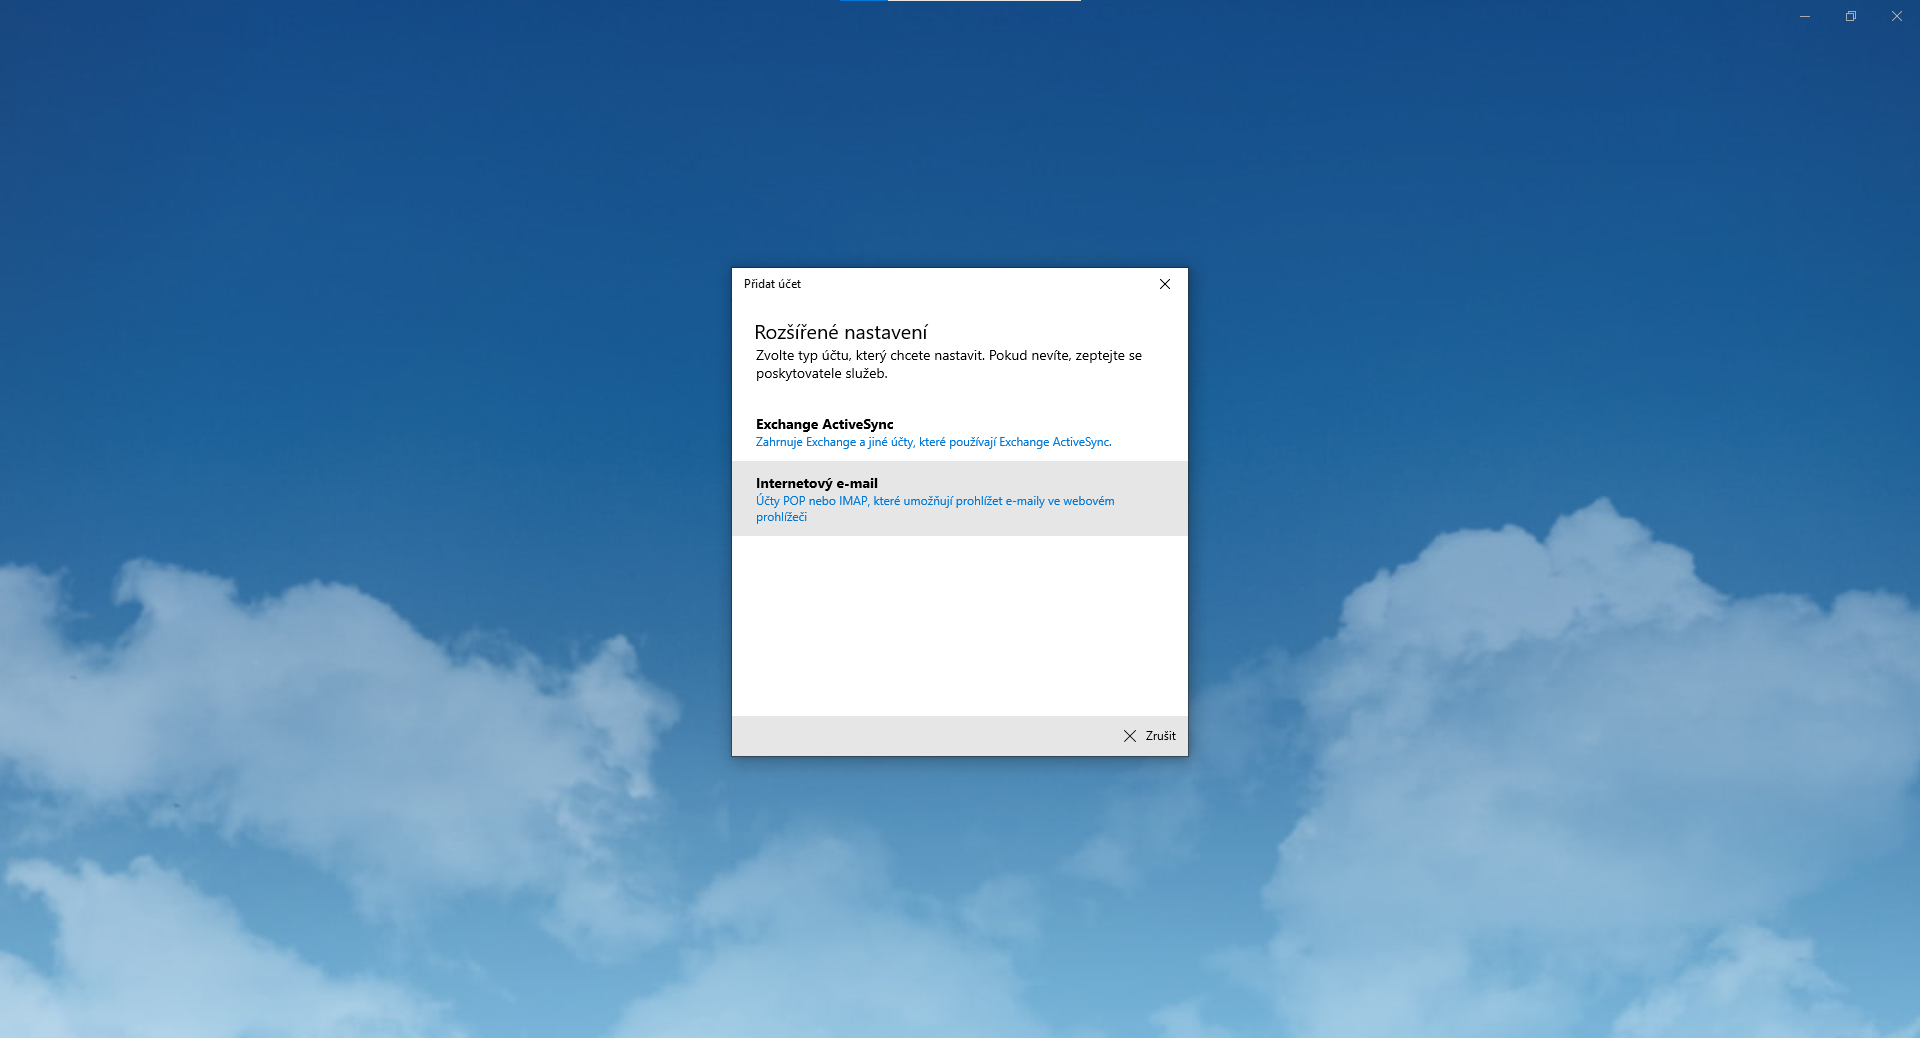 Přidat účet
Rozšířené nastavení
Zvolte typ účtu, který chcete nastavit. Pokud nevíte, zeptejte se
poskytovatele služeb.
Exchange ActiveSync
Zahrnuje Exchange a jiné účty, které používají Exchange ActiveSync.
Internetový e-mail
Účty POP nebo IMAP, které umožňují prohlížet e-maily ve webovém
prohlížeči
Zrušit